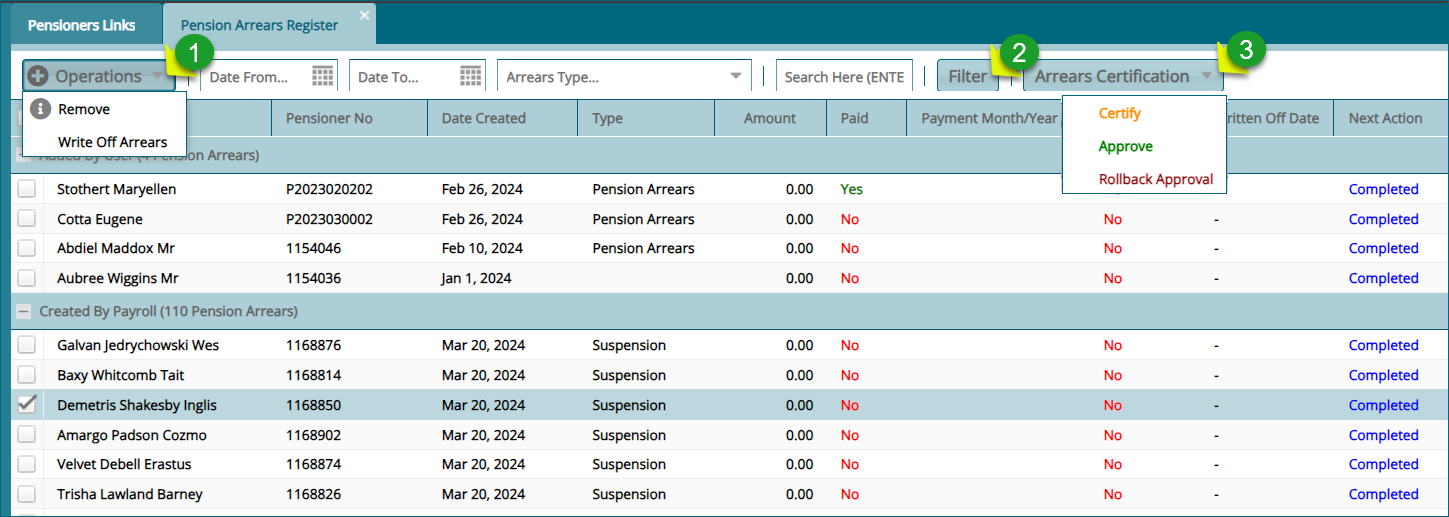 Pensioners Links Pension Arrears Register
1 2 3
Operations Date From... Date To... Arrears Type... Search Here (ENTE Filter Arrears Certification
Remove
Write Off Arrears
Certify
Approve
Rollback Approval
Pensioner No Date Created Type Amount Paid Payment Month/Year ritten Off Date Next Action
Added By User (4 Pension Arrears)
Stothert Maryellen P2023020202 Feb 26, 2024 Pension Arrears 0.00 Yes Completed
Cotta Eugene P2023030002 Feb 26, 2024 Pension Arrears 0.00 No No - Completed
Abdiel Maddox Mr 1154046 Feb 10, 2024 Pension Arrears 0.00 No No - Completed
Aubree Wiggins Mr 1154036 Jan 1, 2024 0.00 No No - Completed
Created By Payroll (110 Pension Arrears)
Galvan Jedrychowski Wes 1168876 Mar 20, 2024 Suspension 0.00 No No - Completed
Baxy Whitcomb Tait 1168814 Mar 20, 2024 Suspension 0.00 No No - Completed
Demetris Shakesby Inglis 1168850 Mar 20, 2024 Suspension 0.00 No No - Completed
Amargo Padson Cozmo 1168902 Mar 20, 2024 Suspension 0.00 No No - Completed
Velvet Debell Erastus 1168874 Mar 20, 2024 Suspension 0.00 No No - Completed
Trisha Lawland Barney 1168826 Mar 20, 2024 Suspension 0.00 No No - Completed